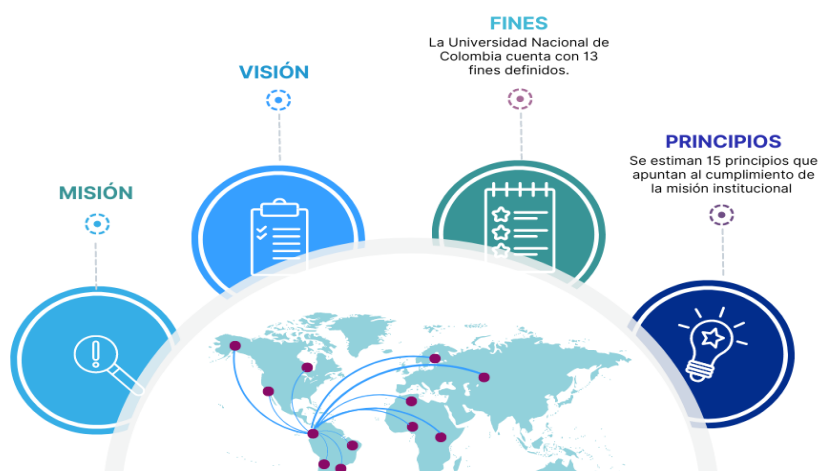 FINES
La Universidad Nacional de
Colombia cuenta con 13
fines definidos.
VISIÓN
PRINCIPIOS
Se estiman 15 principios que
apuntan al cumplimiento de
la misión institucional
MISIÓN